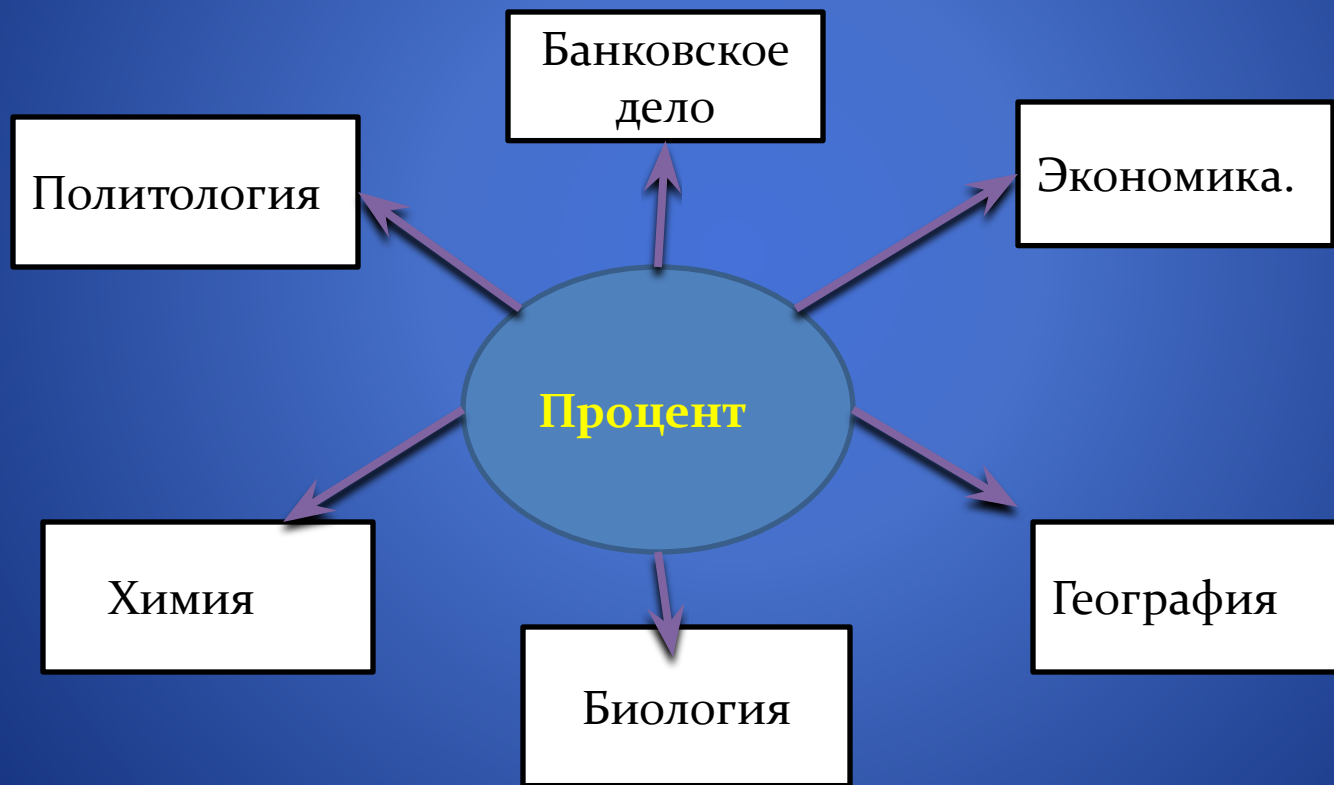 Банковское
дело
Политология
Экономика.
Процент
Химия
География
Биология